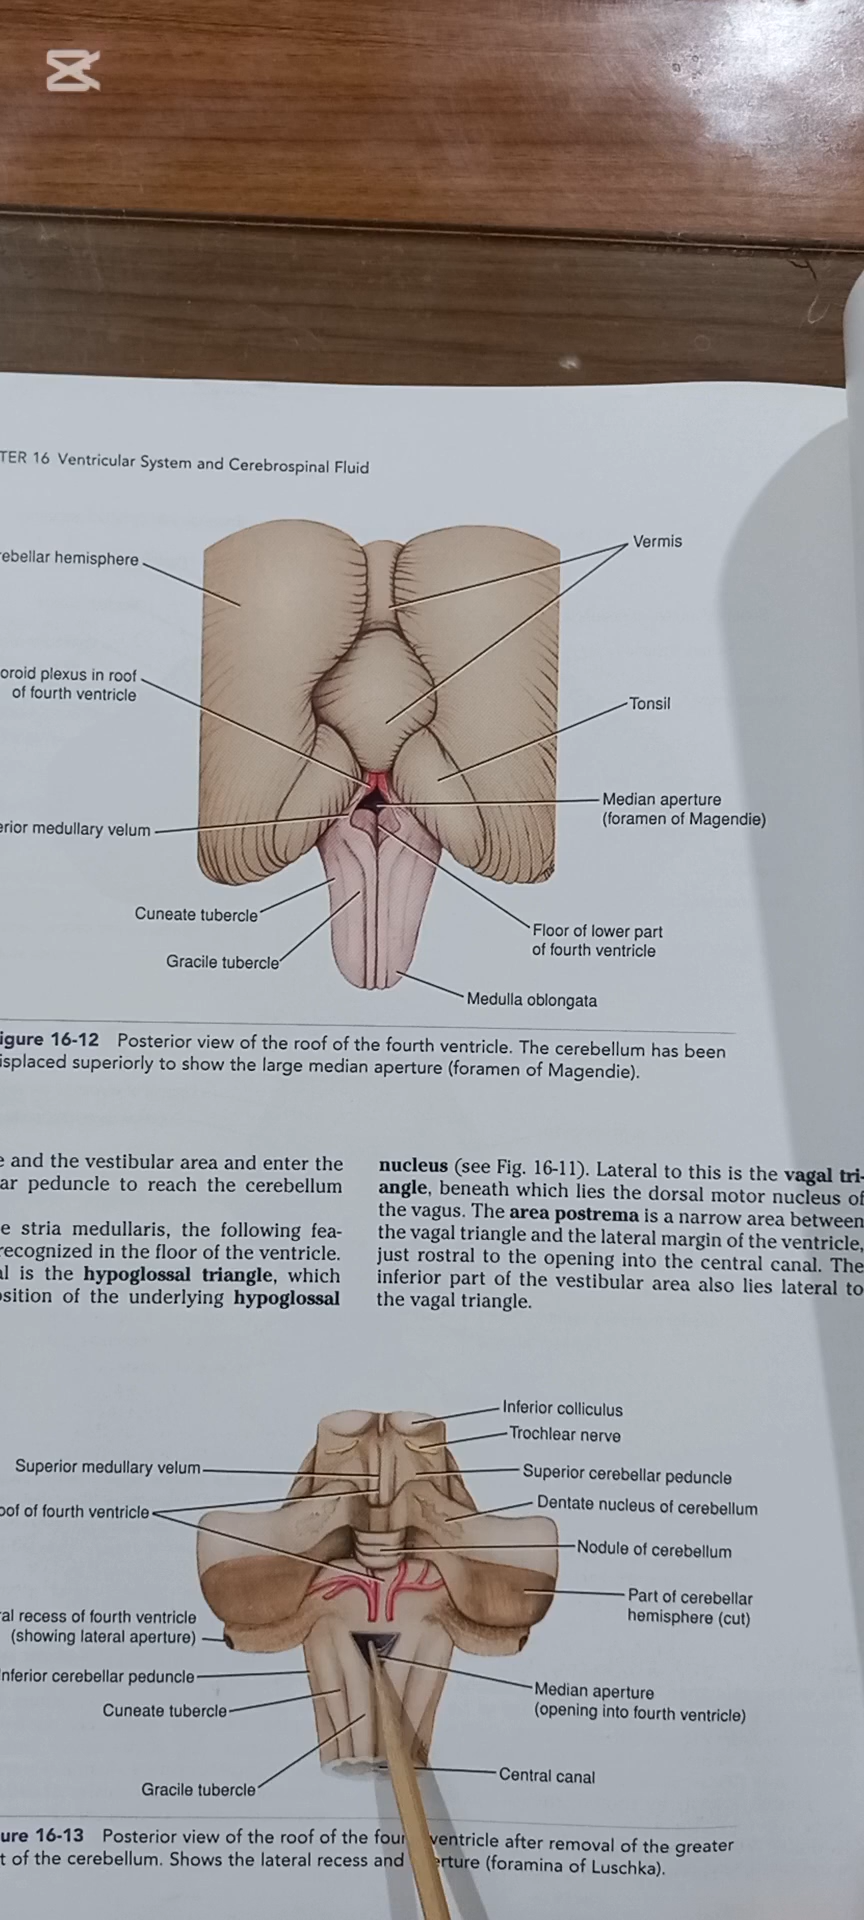 TER 16 Ventricular System and Cerebrospinal Fluid
ebellar hemisphere
Vermis
oroid plexus in roof
of fourth ventricle
Tonsil
Median aperture
(foramen of Magendie)
erior medullary velum
Cuneate tubercle
Floor of lower part
of fourth ventricle
Gracile tubercle
Medulla oblongata
igure 16-12 Posterior view of the roof of the fourth ventricle. The cerebellum has been
isplaced superiorly to show the large median aperture (foramen of Magendie).
e and the vestibular area and enter the
ar peduncle to reach the cerebellum
e stria medullaris, the following fea-
recognized in the floor of the ventricle.
al is the hypoglossal triangle, which
osition of the underlying hypoglossal
nucleus (see Fig. 16-11). Lateral to this is the vagal tri-
angle, beneath which lies the dorsal motor nucleus of
the vagus. The area postrema is a narrow area between
the vagal triangle and the lateral margin of the ventricle,
just rostral to the opening into the central canal. The
inferior part of the vestibular area also lies lateral to
the vagal triangle.
Inferior colliculus
Trochlear nerve
Superior medullary velum
Superior cerebellar peduncle
oof of fourth ventricle
Dentate nucleus of cerebellum
Nodule of cerebellum
Part of cerebellar
hemisphere (cut)
al recess of fourth ventricle
(showing lateral aperture)
nferior cerebellar peduncle
Median aperture
(opening into fourth ventricle)
Cuneate tubercle
Central canal
Gracile tubercle
ure 16-13 Posterior view of the roof of the four ventricle after removal of the greater
t of the cerebellum. Shows the lateral recess and erture (foramina of Luschka).